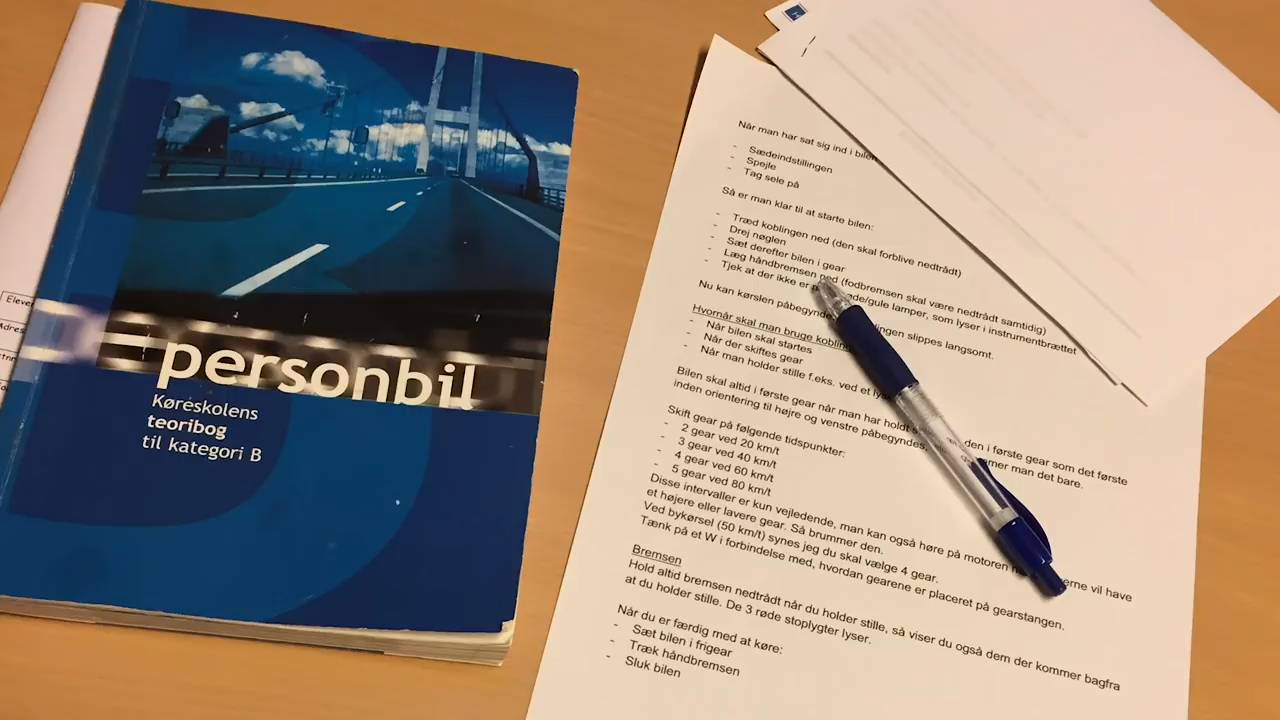 personbil
Køreskolens
teoribog
til kategori B
Når man har sat sig ind i bilen
- Sædeindstillingen
- Spejle
- Tag sele på
Så er man klar til at starte bilen:
- Træd koblingen ned (den skal forblive nedtrådt)
- Drej nøglen
- Sæt derefter bilen i gear
- Læg håndbremsen ned (fodbremsen skal være nedtrådt samtidig)
- Tjek at der ikke er lamper, som lyser i instrumentbrættet
Nu kan kørslen slippes langsomt.
Hvornår skal man bruge
- Når bilen skal startes
- Når der skiftes gear
- Når man holder stille f.eks. ved et
Bilen skal altid i første gear når man har holdt den i første gear som det første
inden orientering til højre og venstre påbegyndes, man det bare.
Skift gear på følgende tidspunkter:
- 2 gear ved 20 km/t
- 3 gear ved 40 km/t
- 4 gear ved 60 km/t
- 5 gear ved 80 km/t
Disse intervaller er kun vejledende, man kan også høre på motoren vil have
et højere eller lavere gear. Så brummer den.
Ved bykørsel (50 km/t) synes jeg du skal vælge 4 gear.
Tænk på et W i forbindelse med, hvordan gearene er placeret på gearstangen.
Bremsen
Hold altid bremsen nedtrådt når du holder stille, så viser du også dem der kommer bagfra
at du holder stille. De 3 røde stoplygter lyser.
Når du er færdig med at køre:
- Sæt bilen i frigear
- Træk håndbremsen
- Sluk bilen